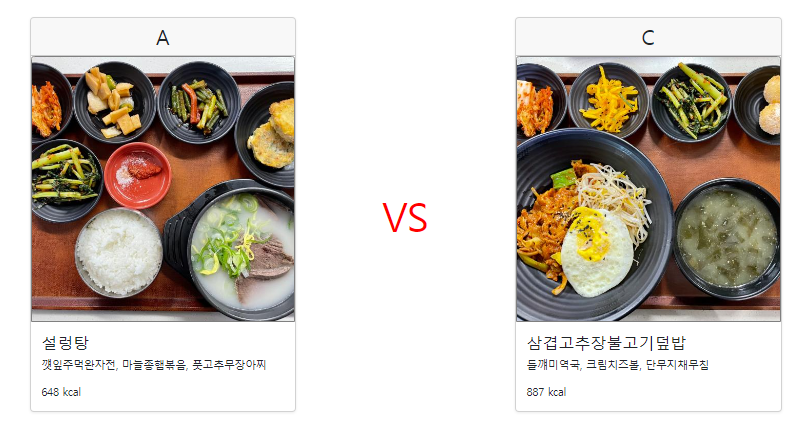 A
C
VS
설렁탕
깻잎주먹완자전, 마늘종햄볶음, 풋고추무장아찌
648 kcal
삼겹고추장불고기덮밥
들깨미역국, 크림치즈볼, 단무지채무침
887 kcal